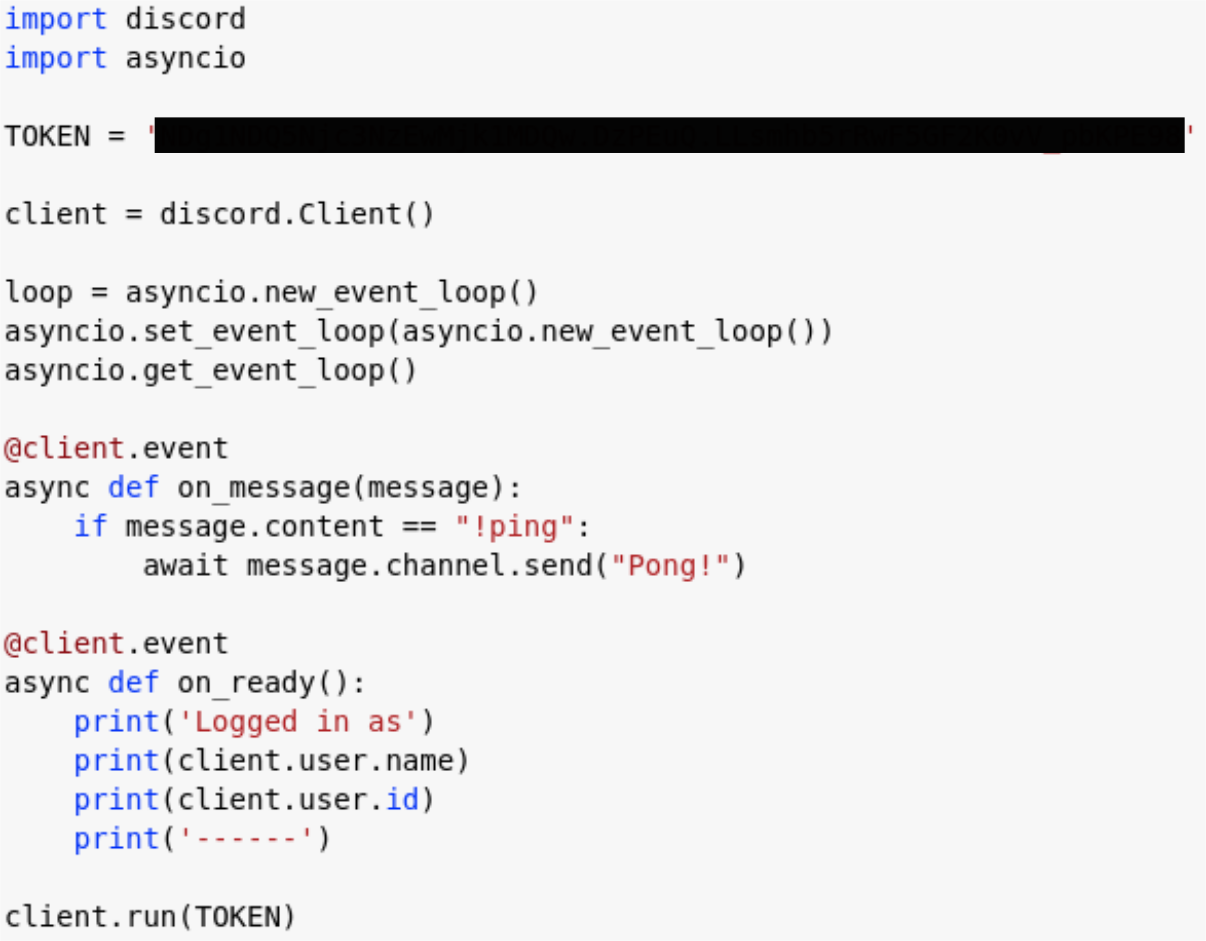 import discord
import asyncio
TOKEN = ' '
client = discord.Client()
loop = asyncio.new_event_loop()
asyncio.set_event_loop(asyncio.new_event_loop())
asyncio.get_event_loop()
@client.event
async def on_message(message):
    if message.content == "!ping":
        await message.channel.send("Pong!")
@client.event
async def on_ready():
    print('Logged in as')
    print(client.user.name)
    print(client.user.id)
    print('------')
client.run(TOKEN)